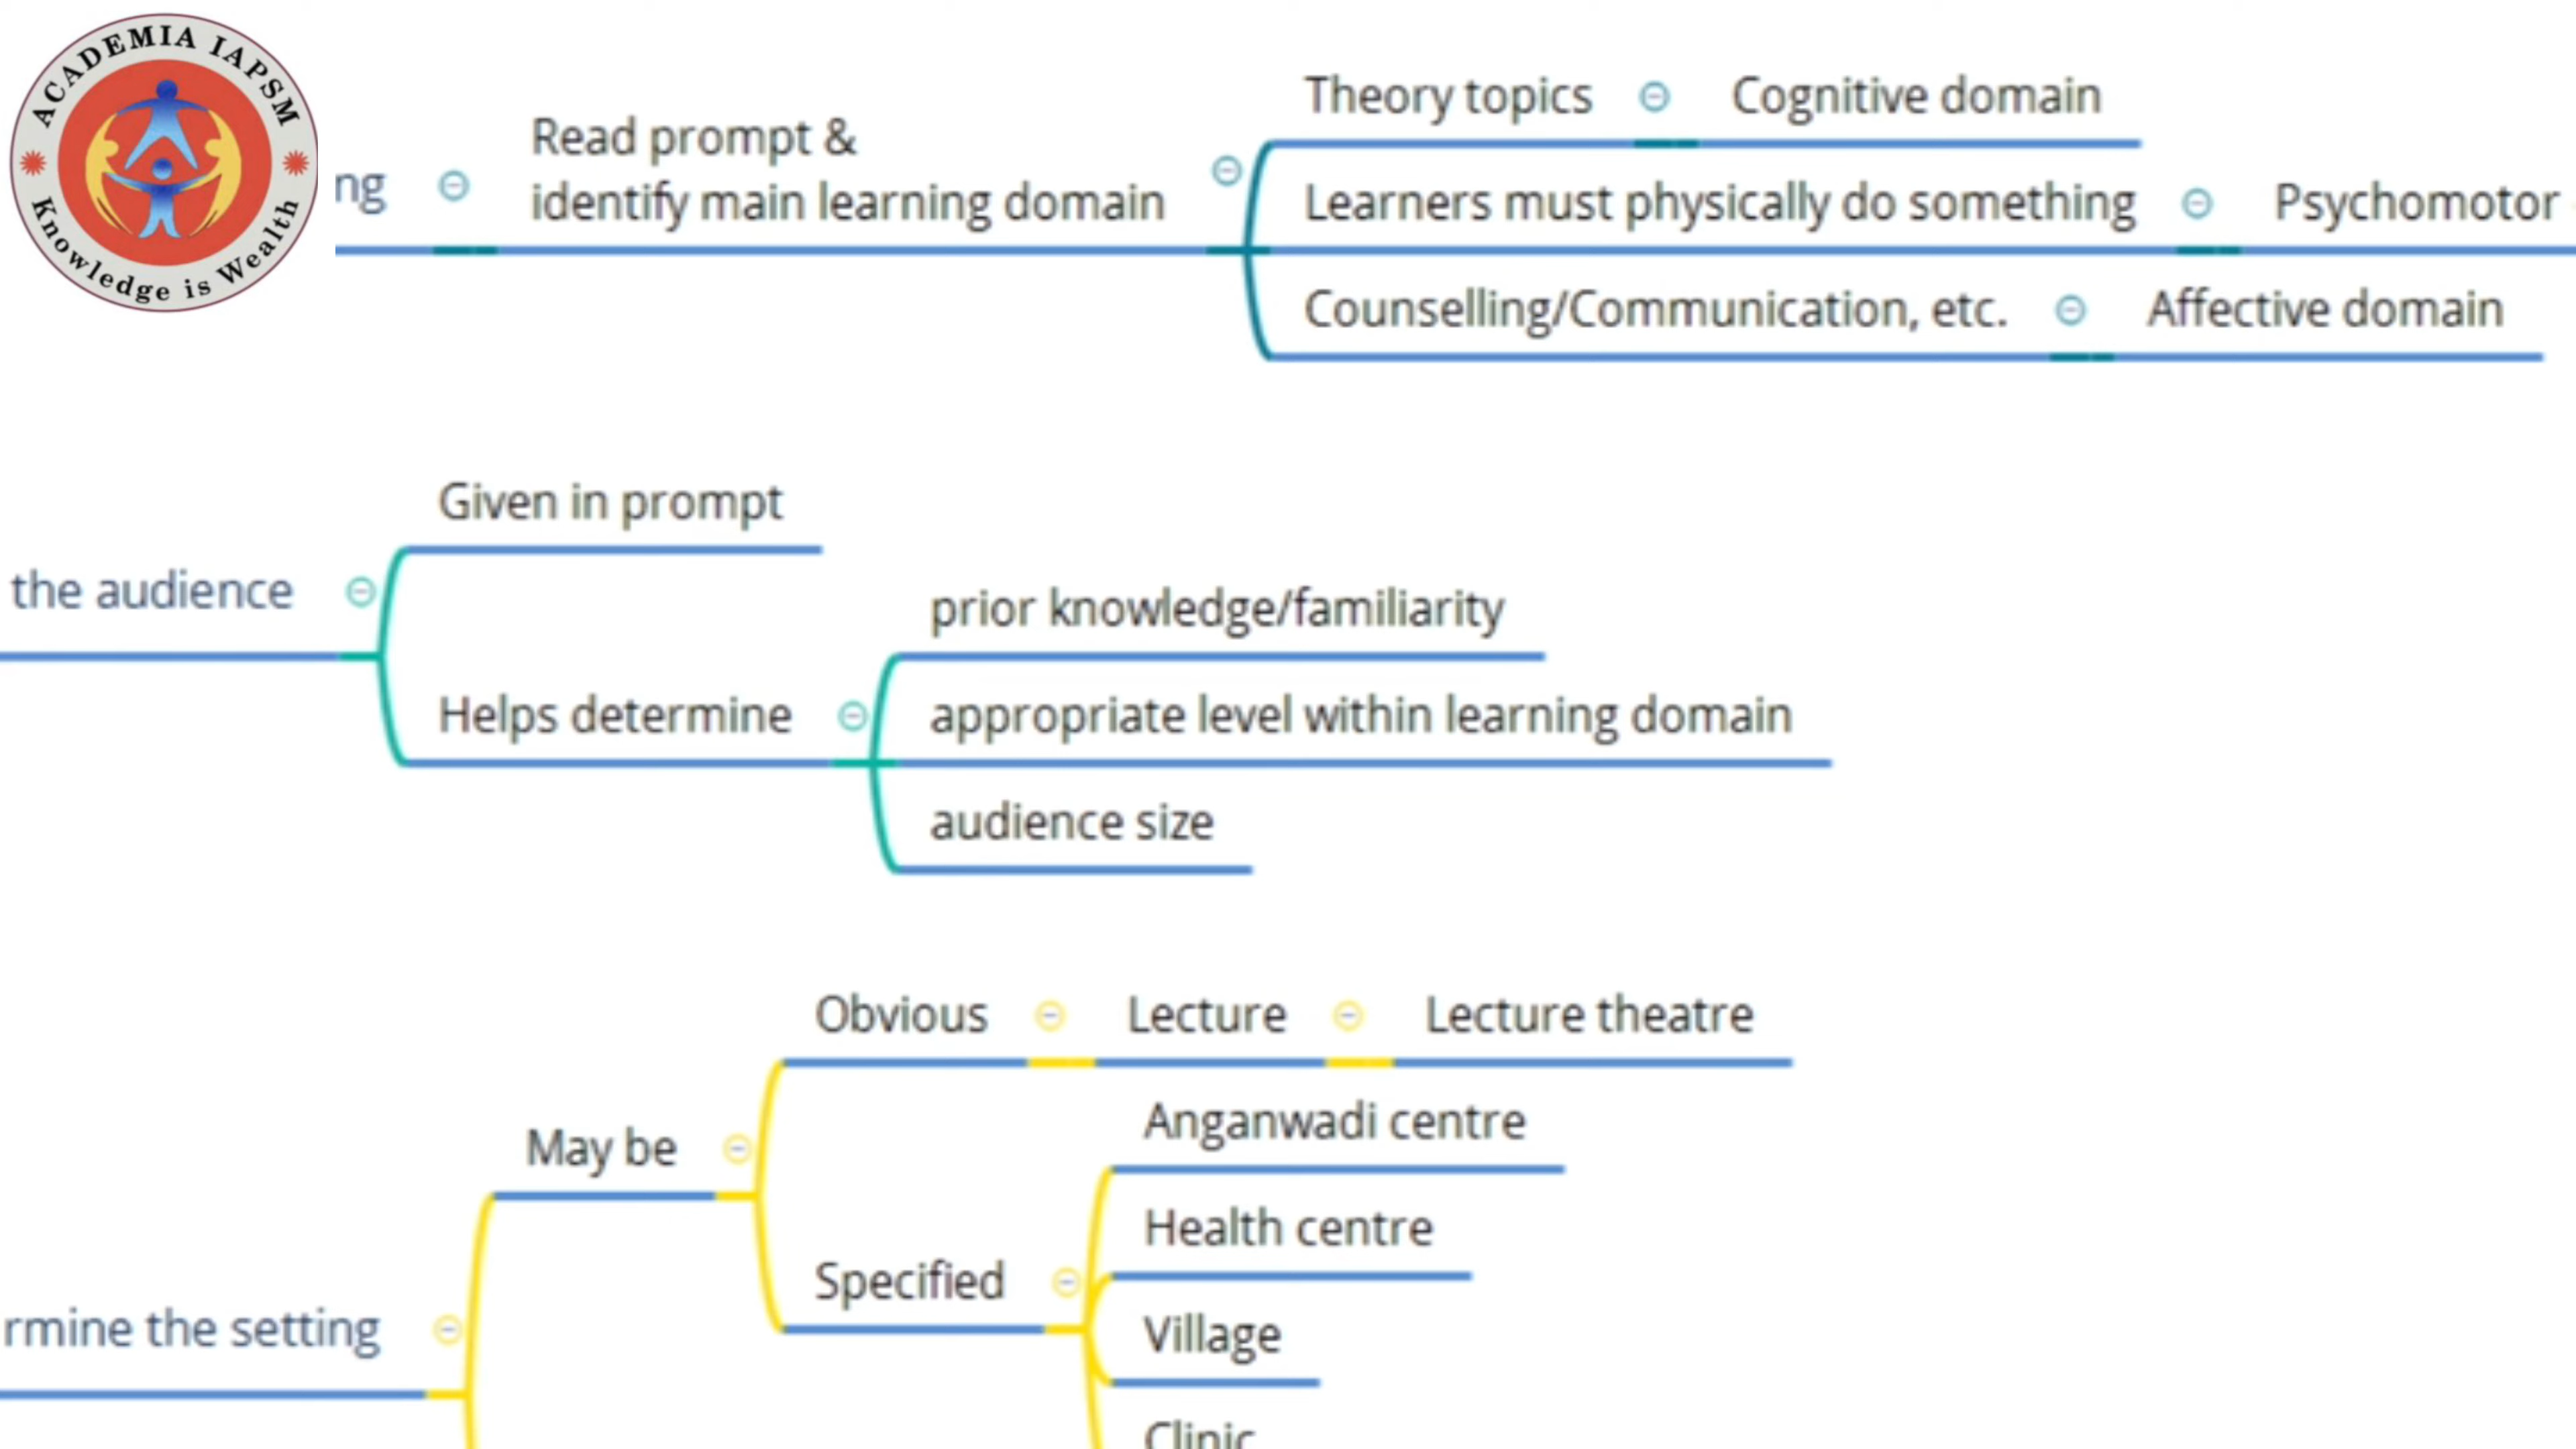 ACADEMIA IAPSM
Knowledge is Wealth
Theory topics
Cognitive domain
Read prompt &
identify main learning domain
ng
Learners must physically do something
Psychomotor
Counselling/Communication, etc.
Affective domain
Given in prompt
the audience
prior knowledge/familiarity
Helps determine
appropriate level within learning domain
audience size
Obvious
Lecture
Lecture theatre
May be
Anganwadi centre
Health centre
Specified
rmine the setting
Village
Clinic